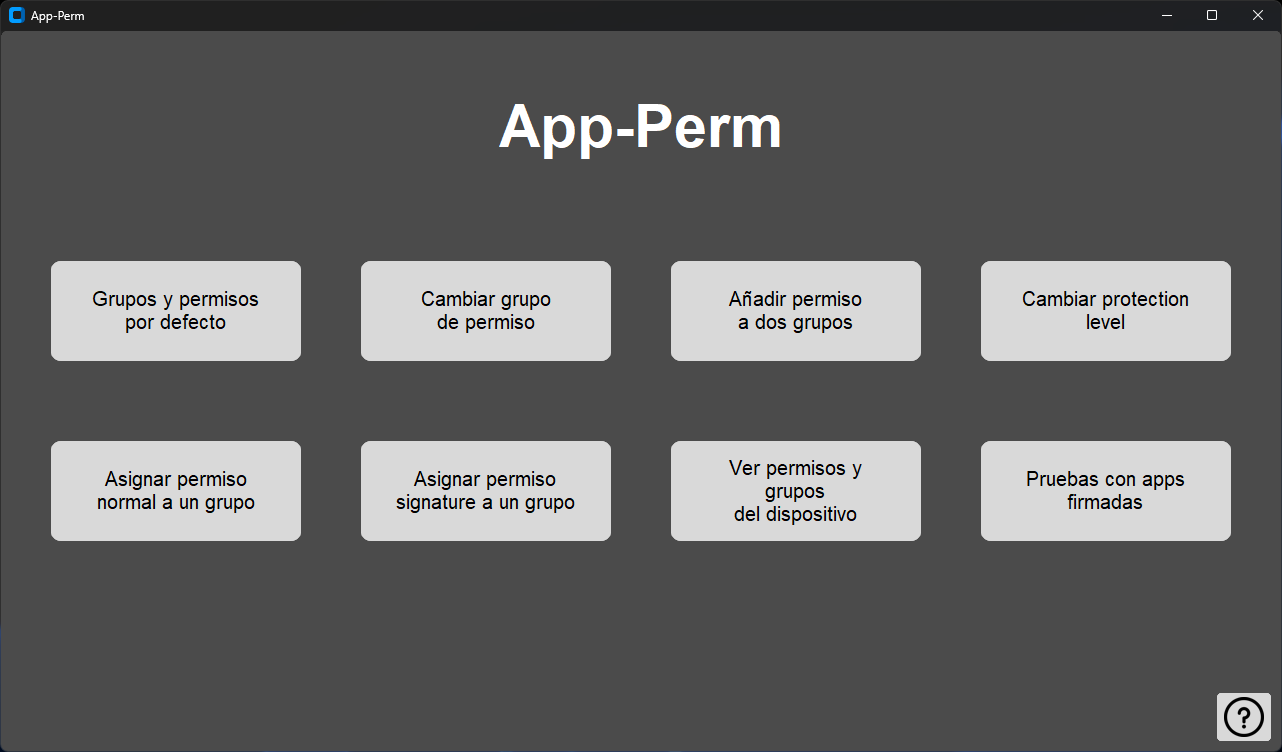 App-Perm
App-Perm
Grupos y permisos
por defecto
Cambiar grupo
de permiso
Añadir permiso
a dos grupos
Cambiar protection
level
Asignar permiso
normal a un grupo
Asignar permiso
signature a un grupo
Ver permisos y
grupos
del dispositivo
Pruebas con apps
firmadas
?